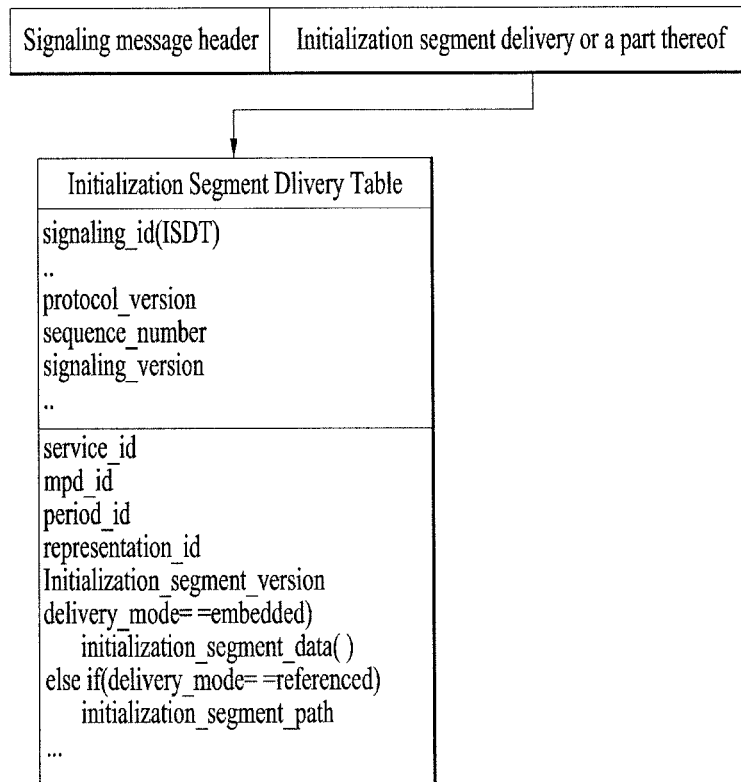 Signaling message header
Initialization segment delivery or a part thereof
Initialization Segment Dlivery Table
signaling_id(ISDT)
..
protocol_version
sequence_number
signaling_version
..
service_id
mpd_id
period_id
representation_id
Initialization_segment_version
delivery_mode= =embedded)
initialization_segment_data( )
else if(delivery_mode= =referenced)
initialization_segment_path
...